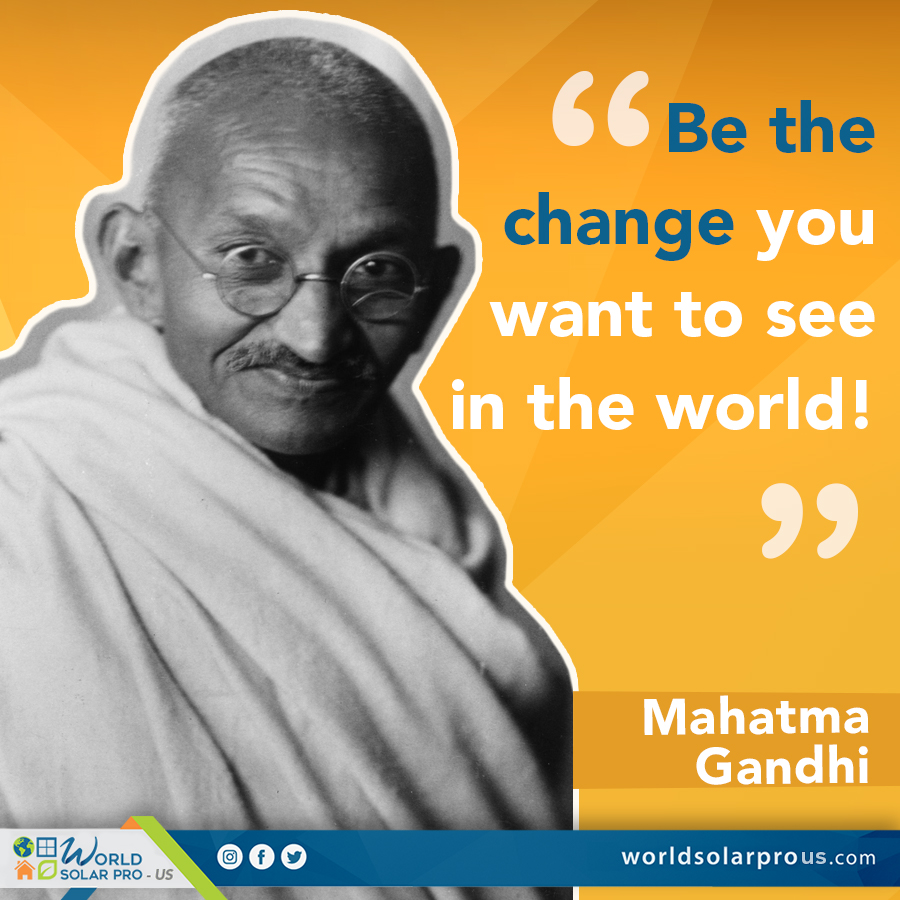 “Be the
change you
want to see
in the world!
”
Mahatma
Gandhi
WORLD
SOLAR PRO - US
worldsolarprous.com